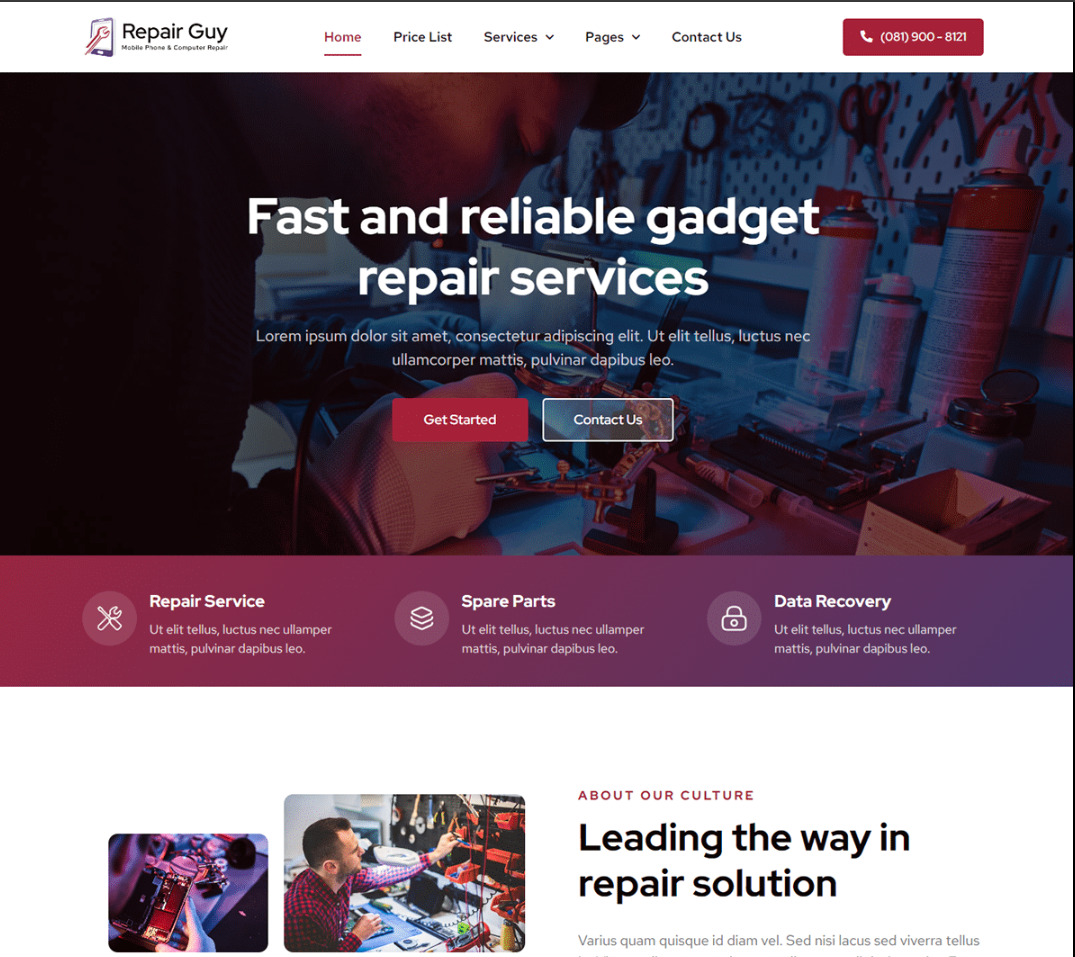 Repair Guy
Mobile Phone & Computer Repair
Home
Price List
Services
Pages
Contact Us
(081) 900 - 8121
Fast and reliable gadget
repair services
Lorem ipsum dolor sit amet, consectetur adipiscing elit. Ut elit tellus, luctus nec
ullamcorper mattis, pulvinar dapibus leo.
Get Started
Contact Us
Repair Service
Ut elit tellus, luctus nec ullamper
mattis, pulvinar dapibus leo.
Spare Parts
Ut elit tellus, luctus nec ullamper
mattis, pulvinar dapibus leo.
Data Recovery
Ut elit tellus, luctus nec ullamper
mattis, pulvinar dapibus leo.
ABOUT OUR CULTURE
Leading the way in
repair solution
Varius quam quisque id diam vel. Sed nisi lacus sed viverra tellus